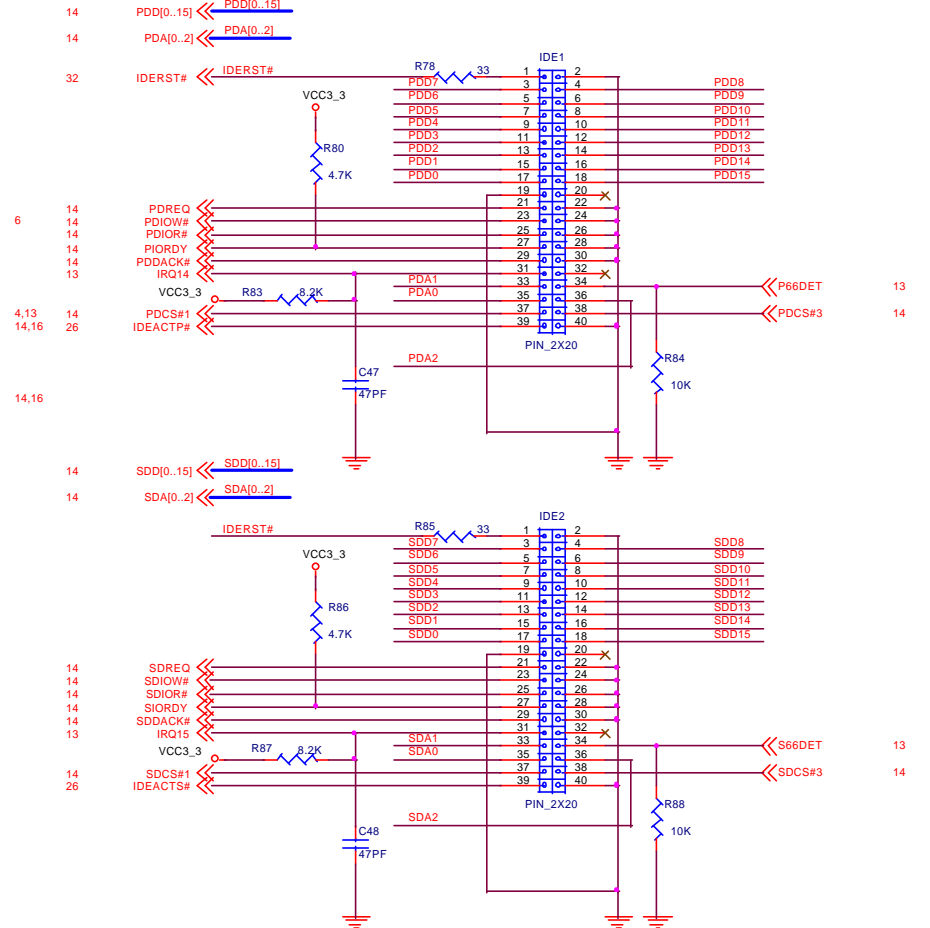 14 PDD[0..15] PDD[0..15]
14 PDA[0..2] PDA[0..2]
IDE1
32 IDERST# IDERST# R78 33 1 2
PDD7 3 4 PDD8
VCC3_3 PDD6 5 6 PDD9
PDD5 7 8 PDD10
PDD4 9 10 PDD11
PDD3 11 12 PDD12
R80 PDD2 13 14 PDD13
4.7K PDD1 15 16 PDD14
PDD0 17 18 PDD15
19 20
14 PDREQ 21 22
6 14 PDIOW# 23 24
14 PDIOR# 25 26
14 PIORDY 27 28
14 PDDACK# 29 30
13 IRQ14 31 32
PDA1 33 34 P66DET 13
VCC3_3 R83 8.2K PDA0 35 36
4,13 14 PDCS#1 37 38 PDCS#3 14
14,16 26 IDEACTP# 39 40
PIN_2X20
PDA2 R84
C47 10K
47PF
14,16
14 SDD[0..15] SDD[0..15]
14 SDA[0..2] SDA[0..2]
IDE2
IDERST# R85 33 1 2
SDD7 3 4 SDD8
VCC3_3 SDD6 5 6 SDD9
SDD5 7 8 SDD10
SDD4 9 10 SDD11
SDD3 11 12 SDD12
R86 SDD2 13 14 SDD13
4.7K SDD1 15 16 SDD14
SDD0 17 18 SDD15
19 20
14 SDREQ 21 22
14 SDIOW# 23 24
14 SDIOR# 25 26
14 SIORDY 27 28
14 SDDACK# 29 30
13 IRQ15 31 32
SDA1 33 34 S66DET 13
VCC3_3 R87 8.2K SDA0 35 36
14 SDCS#1 37 38 SDCS#3 14
26 IDEACTS# 39 40
PIN_2X20 R88
SDA2
C48 10K
47PF